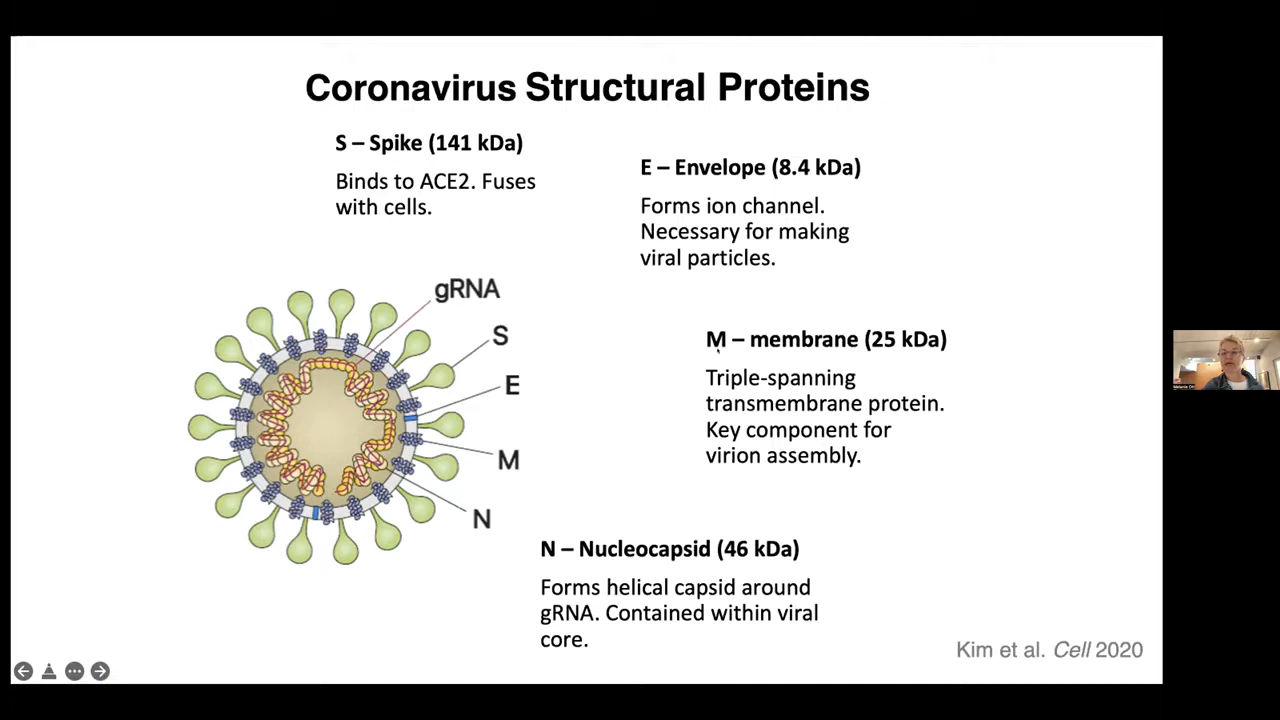 Coronavirus Structural Proteins
S – Spike (141 kDa)
Binds to ACE2. Fuses
with cells.
E – Envelope (8.4 kDa)
Forms ion channel.
Necessary for making
viral particles.
gRNA
S
E
M
N
M – membrane (25 kDa)
Triple-spanning
transmembrane protein.
Key component for
virion assembly.
N – Nucleocapsid (46 kDa)
Forms helical capsid around
gRNA. Contained within viral
core.
Kim et al. Cell 2020